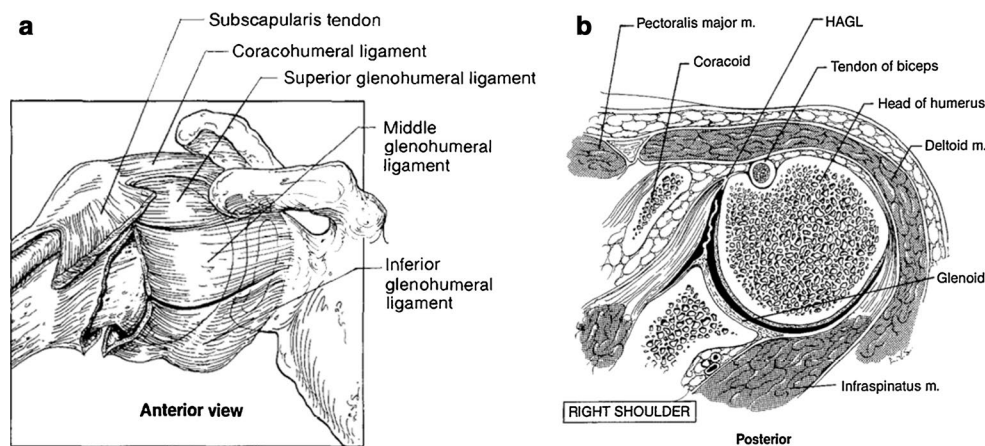 a
Subscapularis tendon
Coracohumeral ligament
Superior glenohumeral ligament
Middle
glenohumeral
ligament
Inferior
glenohumeral
ligament
Anterior view
b
Pectoralis major m.
HAGL
Coracoid
Tendon of biceps
Head of humerus
Deltoid m.
Glenoid
Infraspinatus m.
RIGHT SHOULDER
Posterior